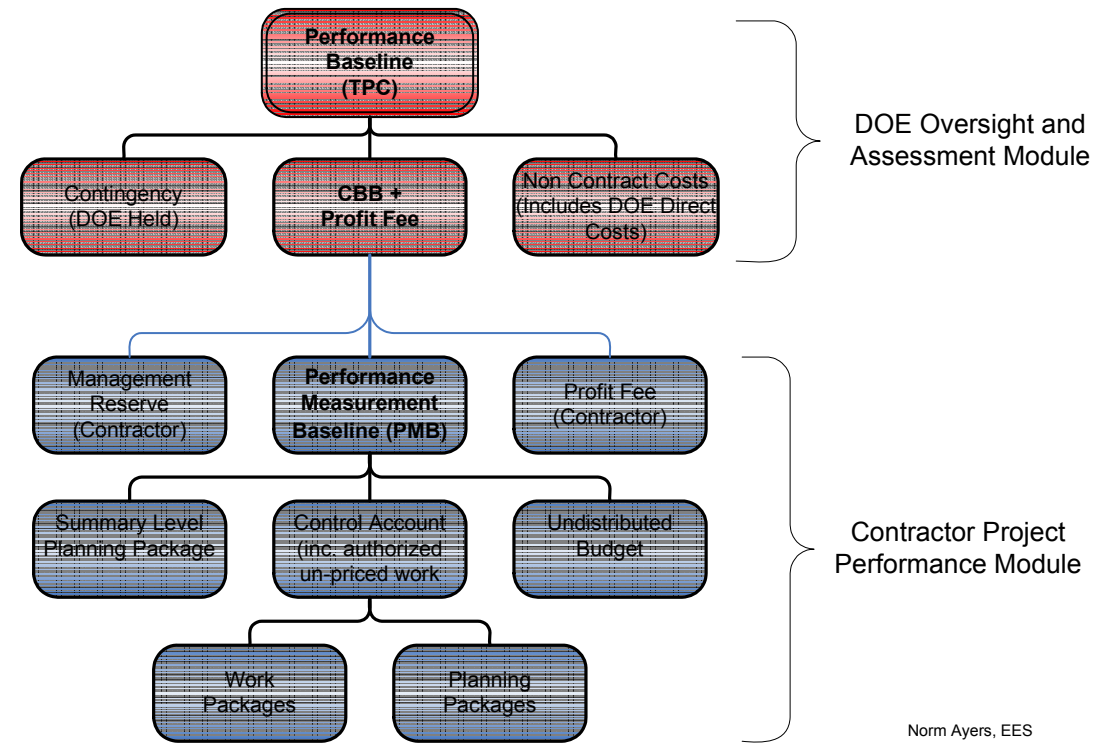 Performance
Baseline
(TPC)
DOE Oversight and
Assessment Module
Contingency
(DOE Held)
CBB +
Profit Fee
Non Contract Costs
(Includes DOE Direct
Costs)
Management
Reserve
(Contractor)
Performance
Measurement
Baseline (PMB)
Profit Fee
(Contractor)
Summary Level
Planning Package
Control Account
(inc. authorized
un-priced work
Undistributed
Budget
Contractor Project
Performance Module
Work
Packages
Planning
Packages
Norm Ayers, EES